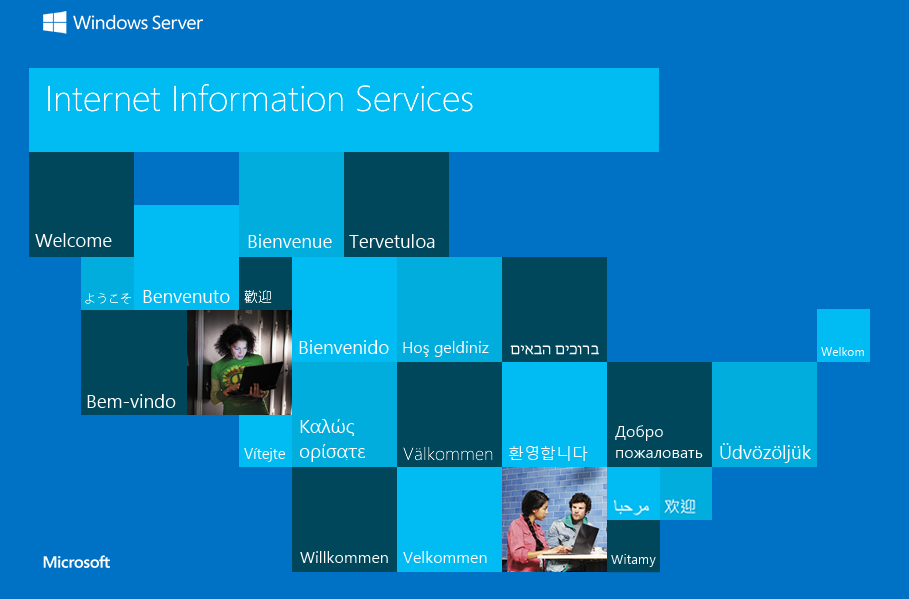 Windows Server
Internet Information Services
Welcome
Bienvenue
Tervetuloa
ようこそ
Benvenuto
歡迎
Bienvenido
Hoş geldiniz
ברוכים הבאים
Welkom
Bem-vindo
Vítejte
Καλώς
ορίσατε
Välkommen
환영합니다
Добро
пожаловать
Üdvözöljük
مرحبا
欢迎
Willkommen
Velkommen
Witamy
Microsoft